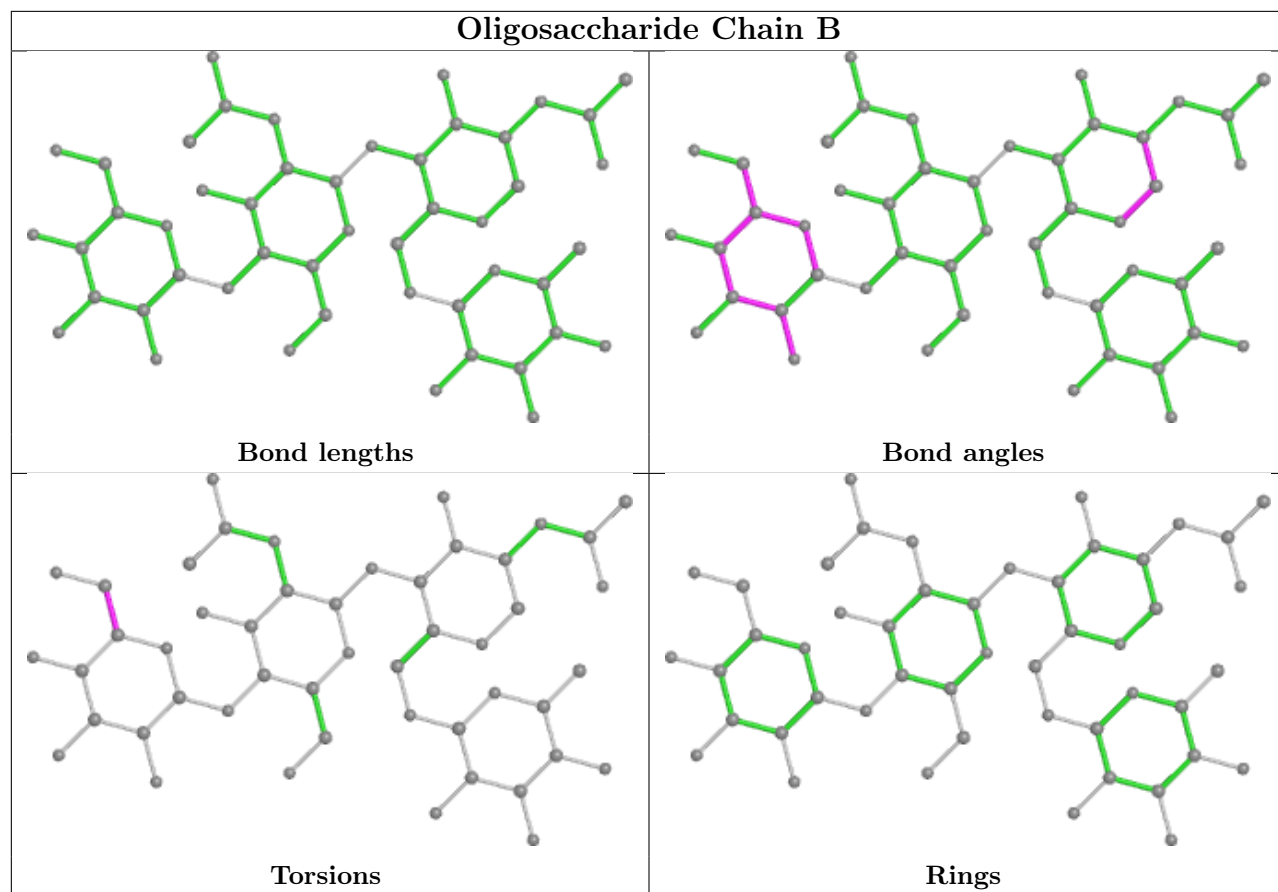 Oligosaccharide Chain B
Bond lengths
Bond angles
Torsions
Rings